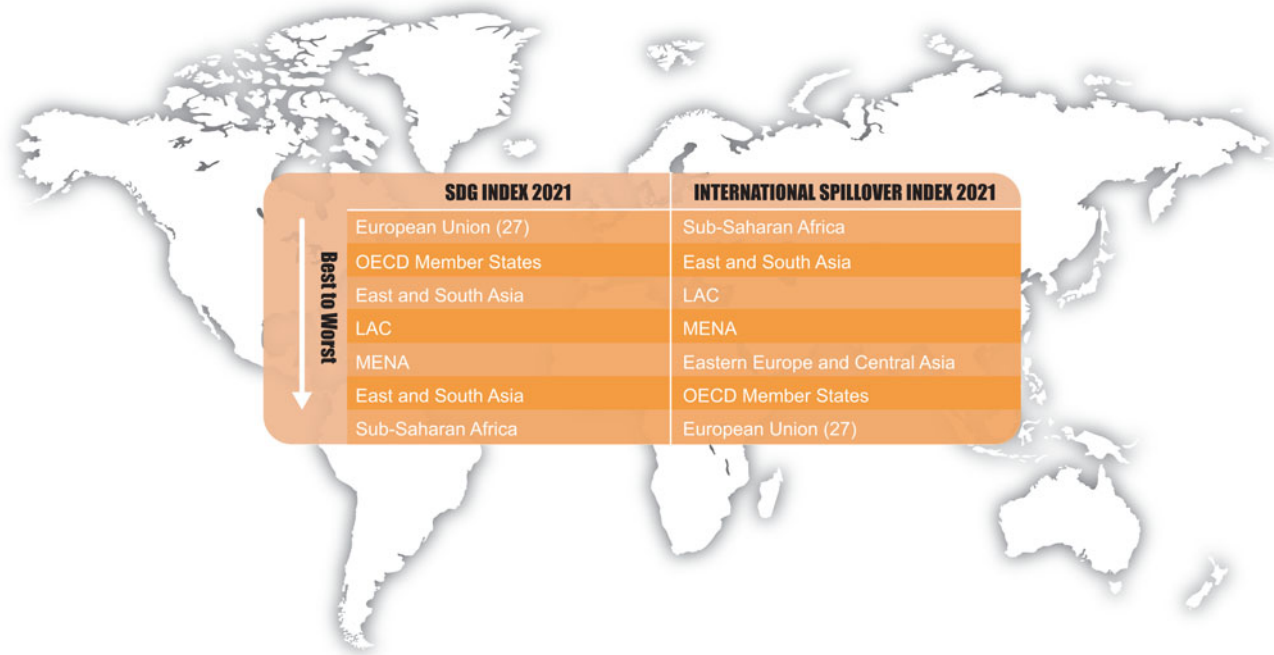 SDG INDEX 2021 INTERNATIONAL SPILLOVER INDEX 2021
Best to Worst
European Union (27) Sub-Saharan Africa
OECD Member States East and South Asia
East and South Asia LAC
LAC MENA
MENA Eastern Europe and Central Asia
East and South Asia OECD Member States
Sub-Saharan Africa European Union (27)